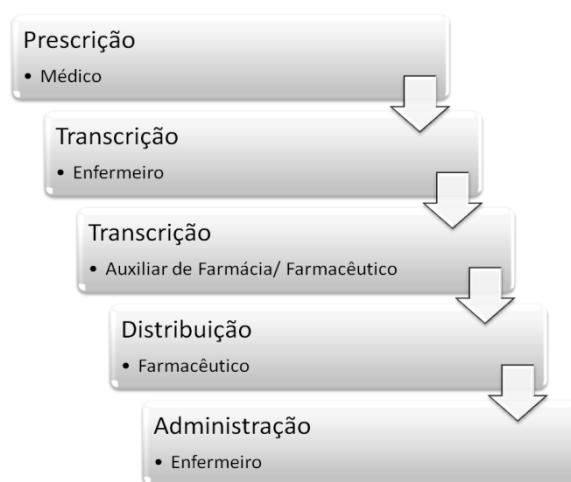 Prescrição
• Médico
Transcrição
• Enfermeiro
Transcrição
• Auxiliar de Farmácia/ Farmacêutico
Distribuição
• Farmacêutico
Administração
• Enfermeiro